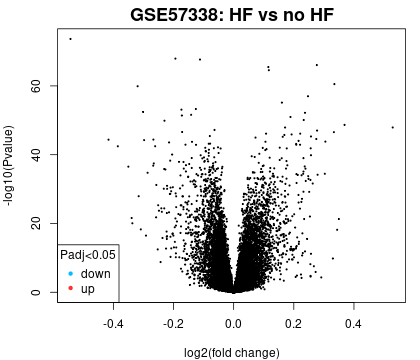 GSE57338: HF vs no HF
-log10(Pvalue)
60
40
20
0
Padj<0.05
down
up
-0.4
-0.2
0.0
0.2
0.4
log2(fold change)